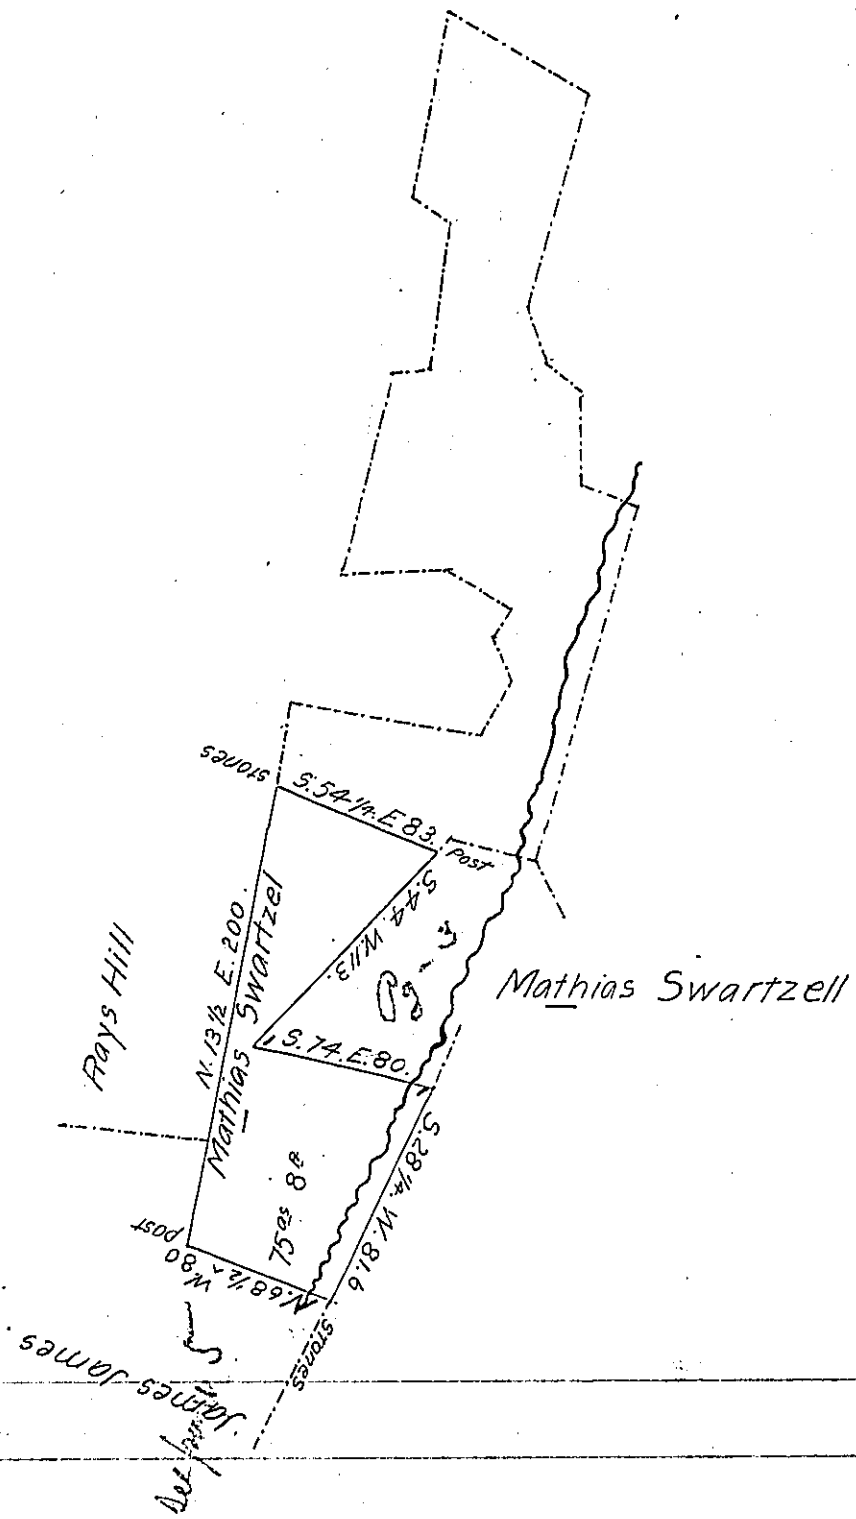 stones
S. 54 1/4. E 83.
Post
S. 44. W. 113.
N. 13 1/2 E. 200.
Mathias Swartzel
Rays Hill
Mathias Swartzell
S. 74. E. 80.
S. 28 1/4. W. 81.6
75as 8p
post
N. 68 1/2 W. 80
stones
James James